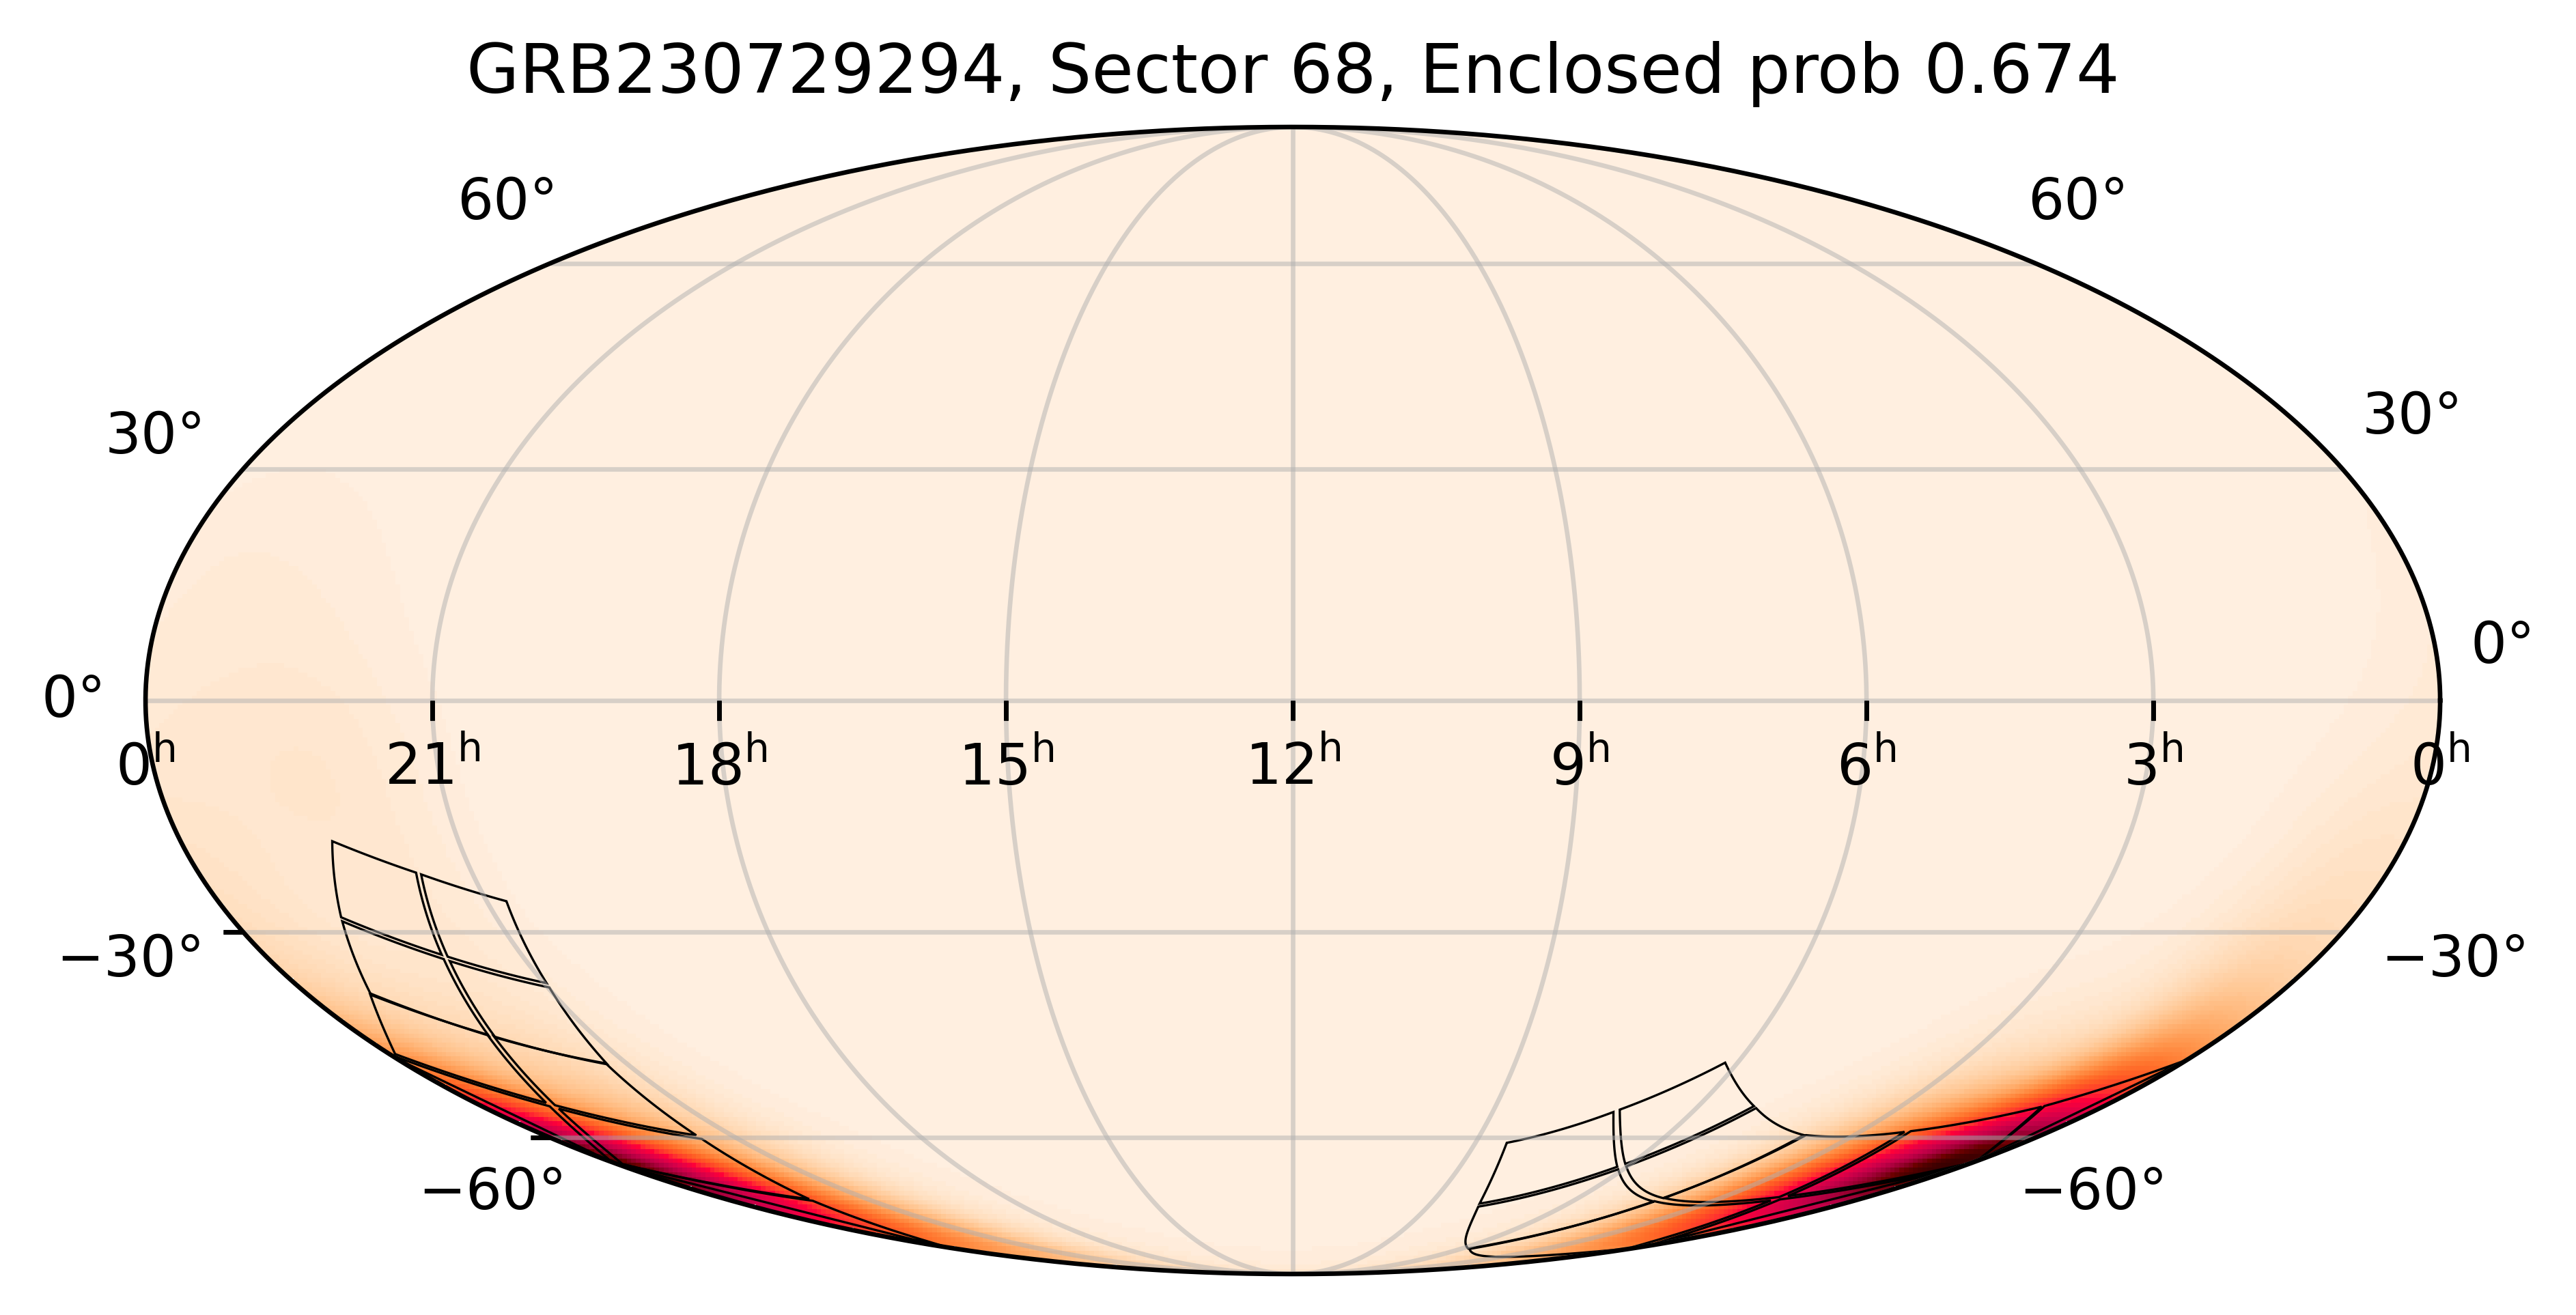 GRB230729294, Sector 68, Enclosed prob 0.674
60° 60°
30° 30°
0° 0°
0ʰ 21ʰ 18ʰ 15ʰ 12ʰ 9ʰ 6ʰ 3ʰ 0ʰ
−30° −30°
−60° −60°